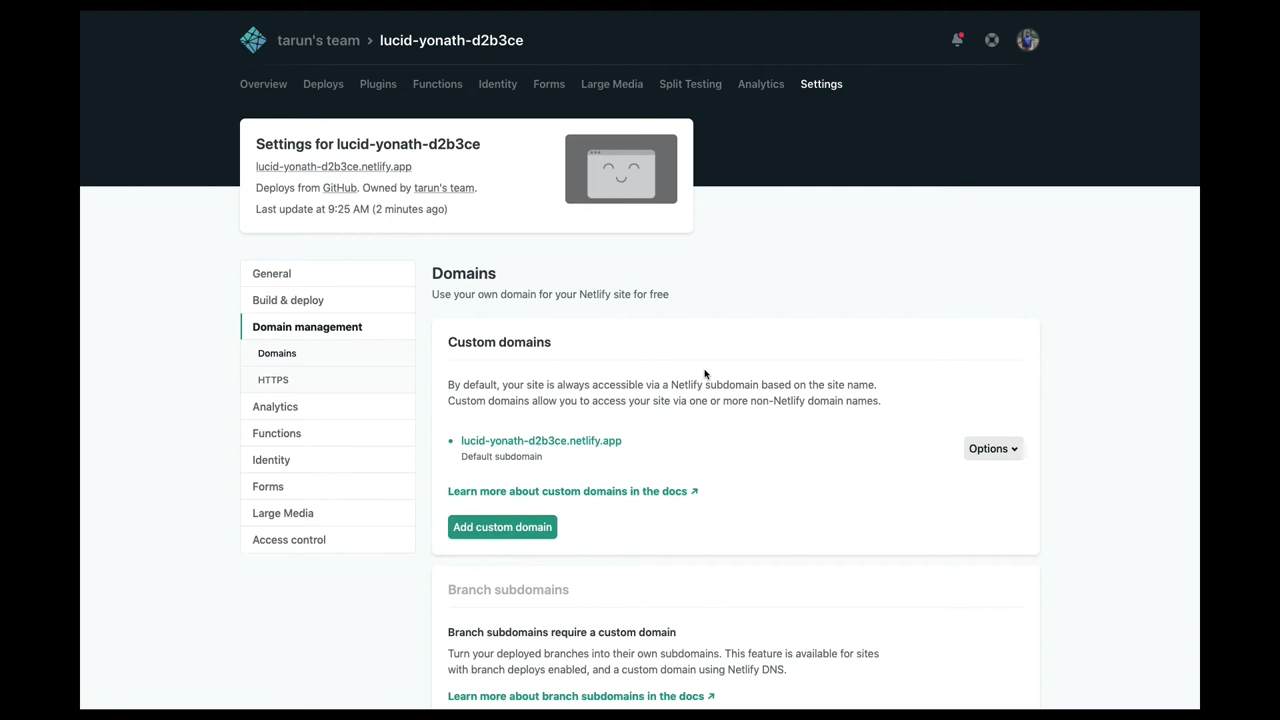 tarun's team > lucid-yonath-d2b3ce
Overview Deploys Plugins Functions Identity Forms Large Media Split Testing Analytics Settings
Settings for lucid-yonath-d2b3ce
lucid-yonath-d2b3ce.netlify.app
Deploys from GitHub. Owned by tarun's team.
Last update at 9:25 AM (2 minutes ago)
General
Build & deploy
Domain management
Domains
HTTPS
Analytics
Functions
Identity
Forms
Large Media
Access control
Domains
Use your own domain for your Netlify site for free
Custom domains
By default, your site is always accessible via a Netlify subdomain based on the site name.
Custom domains allow you to access your site via one or more non-Netlify domain names.
lucid-yonath-d2b3ce.netlify.app
Default subdomain
Options
Learn more about custom domains in the docs ↗
Add custom domain
Branch subdomains
Branch subdomains require a custom domain
Turn your deployed branches into their own subdomains. This feature is available for sites
with branch deploys enabled, and a custom domain using Netlify DNS.
Learn more about branch subdomains in the docs ↗